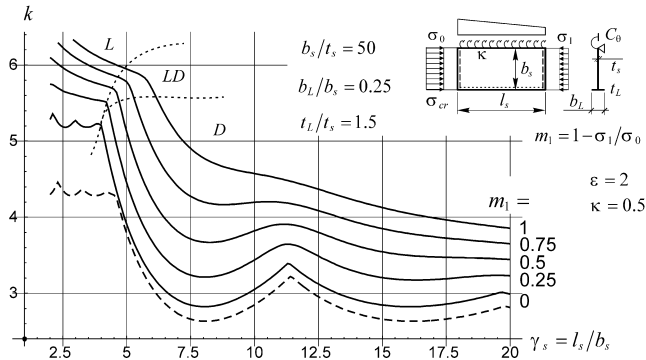 k
6
5
4
3
L
LD
D
b_s/t_s = 50
b_L/b_s = 0.25
t_L/t_s = 1.5
σ_0
σ_1
κ
b_s
σ_cr
l_s
C_θ
t_s
t_L
b_L
m_1 = 1−σ_1/σ_0
ε = 2
κ = 0.5
m_1 =
1
0.75
0.5
0.25
0
2.5 5 7.5 10 12.5 15 17.5 20
γ_s = l_s/b_s